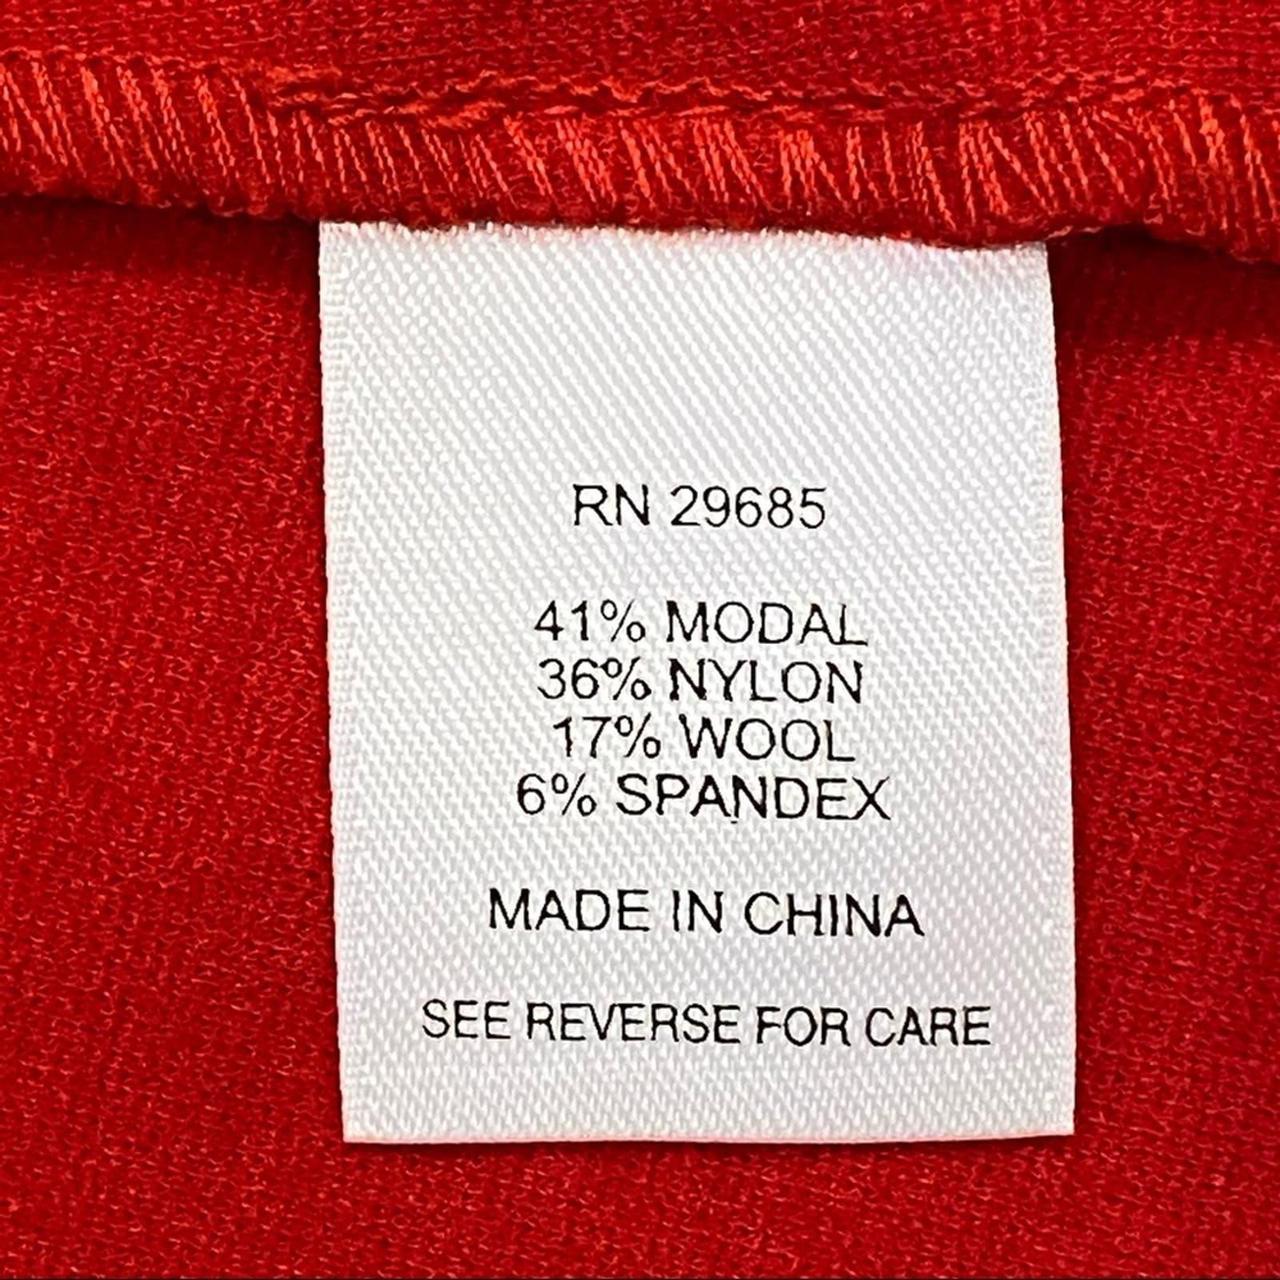 RN 29685
41% MODAL
36% NYLON
17% WOOL
6% SPANDEX
MADE IN CHINA
SEE REVERSE FOR CARE